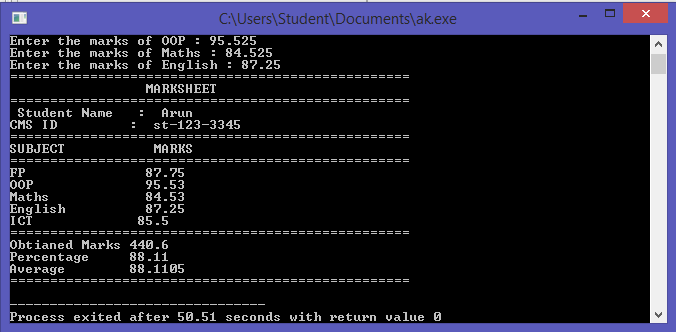 C:\Users\Student\Documents\ak.exe
Enter the marks of OOP : 95.525
Enter the marks of Maths : 84.525
Enter the marks of English : 87.25
==================================================
MARKSHEET
==================================================
Student Name : Arun
CMS ID : st-123-3345
==================================================
SUBJECT MARKS
==================================================
FP 87.75
OOP 95.53
Maths 84.53
English 87.25
ICT 85.5
==================================================
Obtianed Marks 440.6
Percentage 88.11
Average 88.1105
==================================================
--------------------------------
Process exited after 50.51 seconds with return value 0